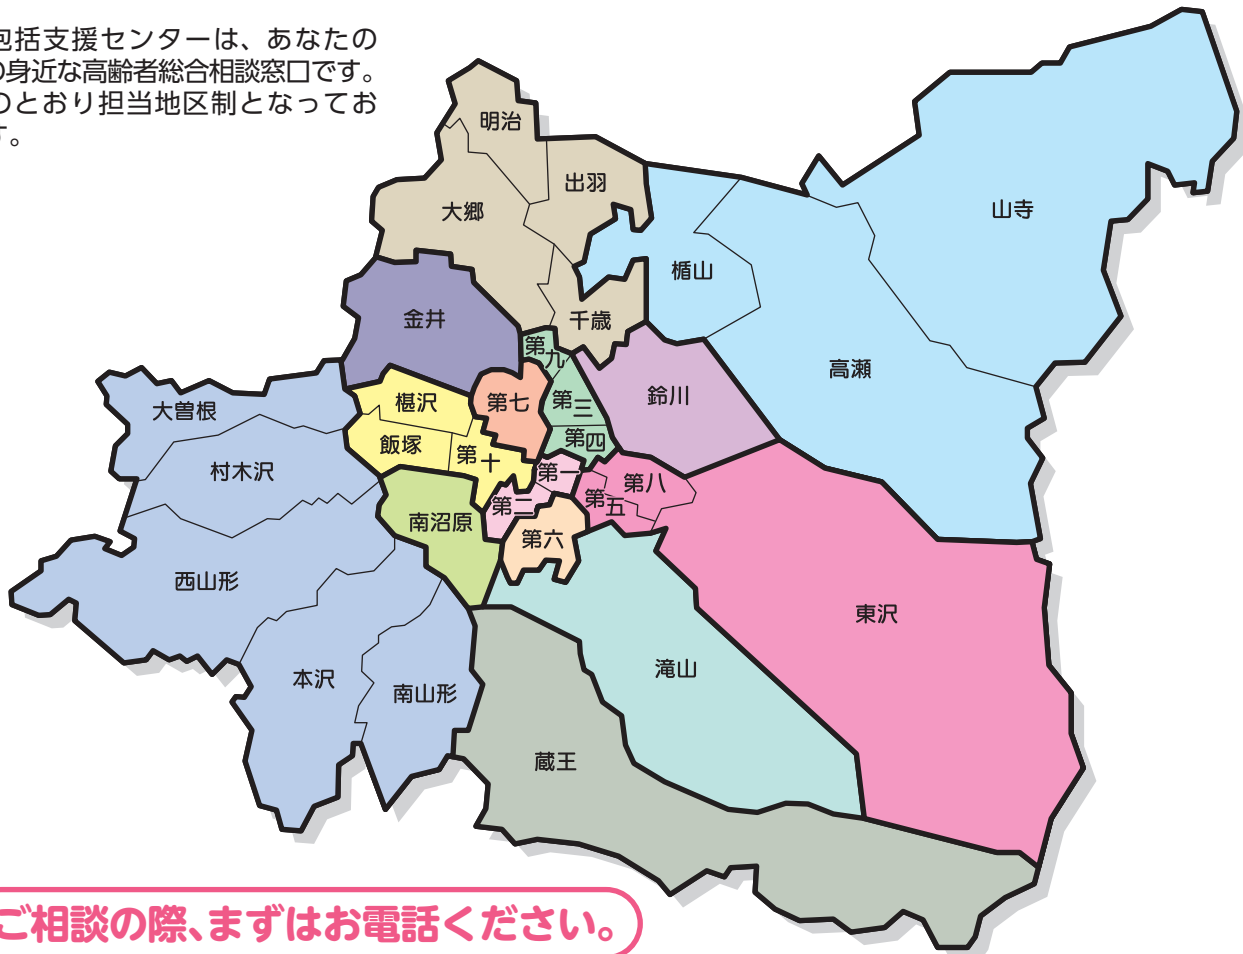 包括支援センターは、あなたの
の身近な高齢者総合相談窓口です。
のとおり担当地区制となってお
す。
明治
出羽
大郷
山寺
楯山
金井
千歳
第九
高瀬
鈴川
大曽根
椹沢
第七
第三
飯塚
第十
第四
村木沢
第一
第八
第二
第五
南沼原
第六
西山形
東沢
滝山
本沢
南山形
蔵王
ご相談の際、まずはお電話ください。